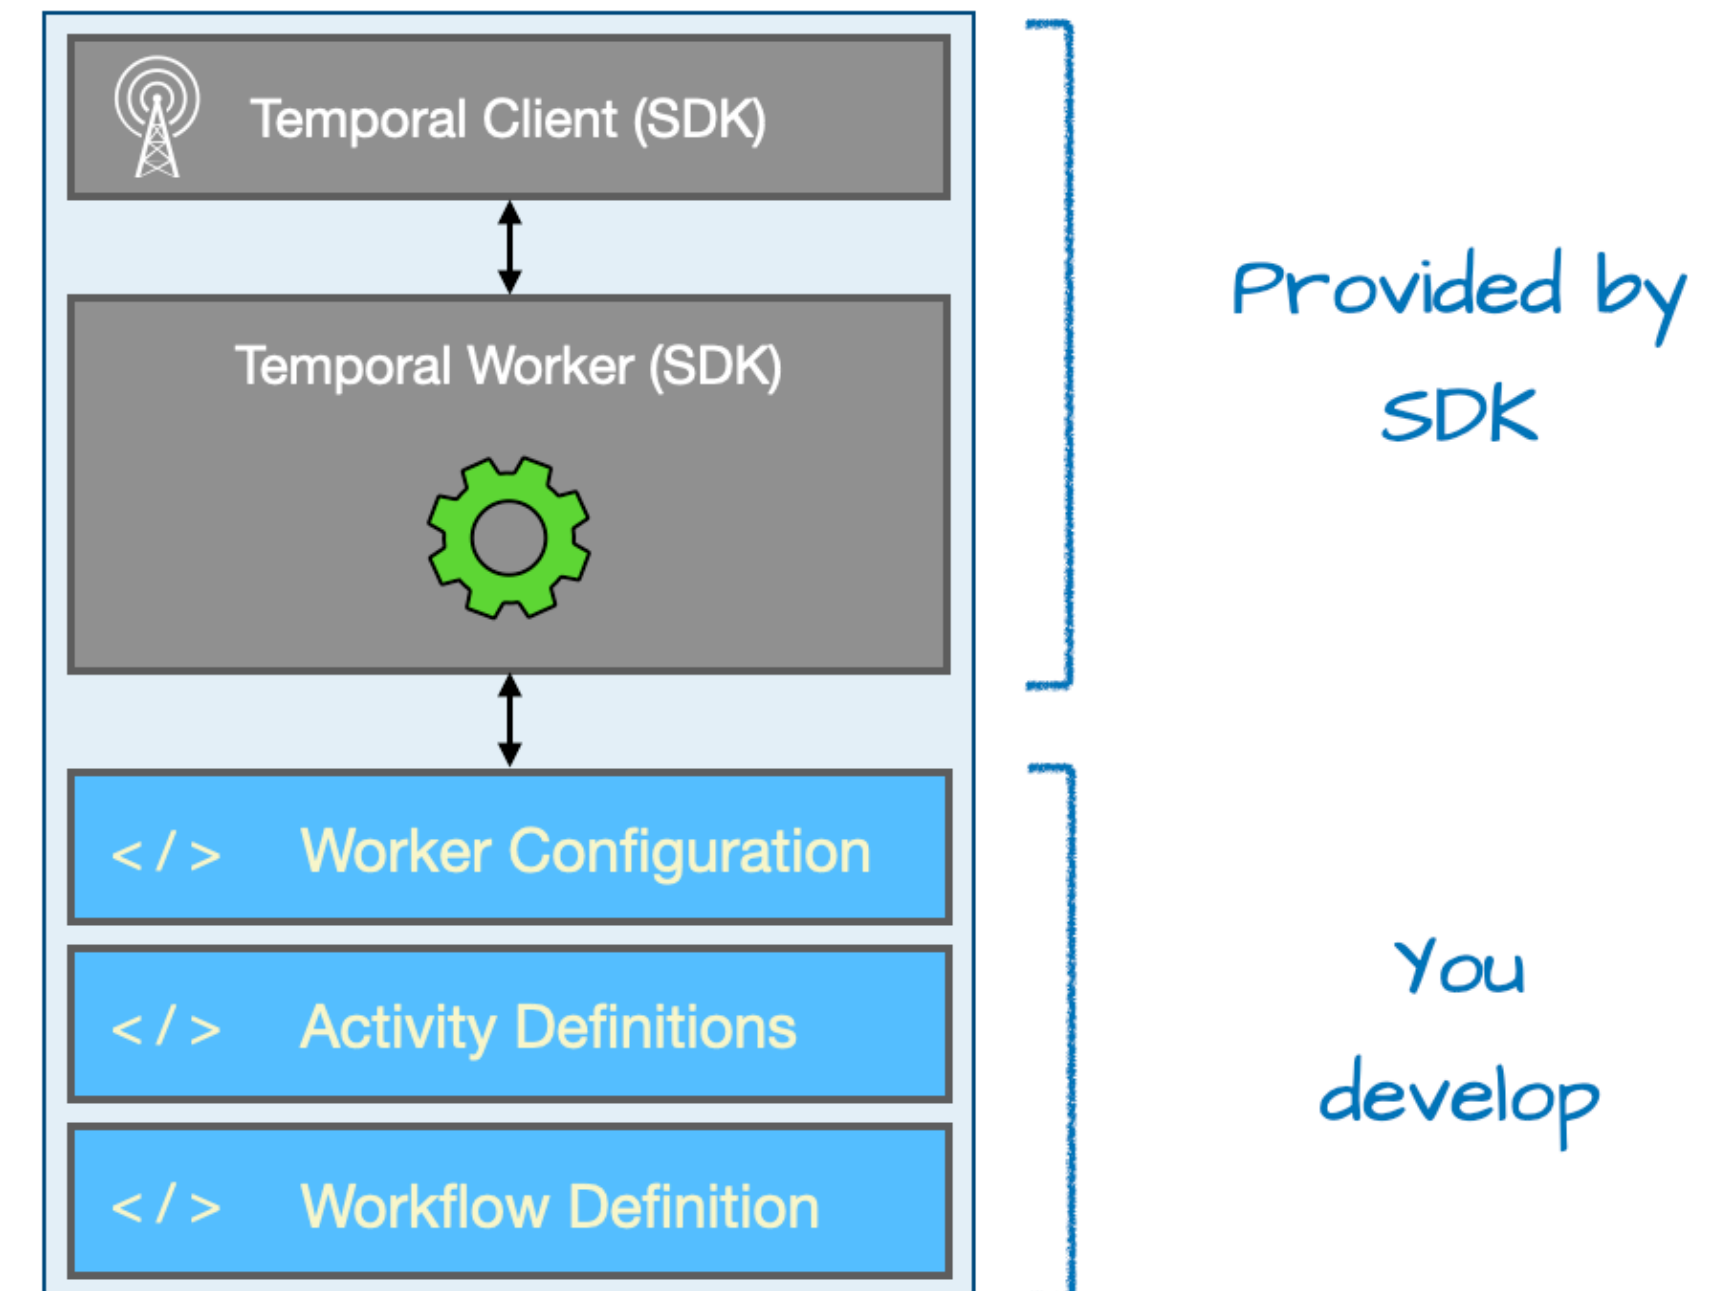 Temporal Client (SDK)
Temporal Worker (SDK)
Provided by
SDK
</> Worker Configuration
</> Activity Definitions
</> Workflow Definition
You
develop